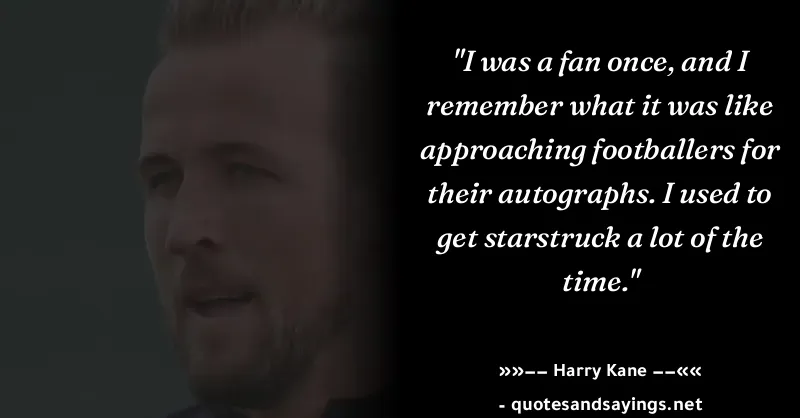 "I was a fan once, and I
remember what it was like
approaching footballers for
their autographs. I used to
get starstruck a lot of the
time."
»»−− Harry Kane −−««
- quotesandsayings.net